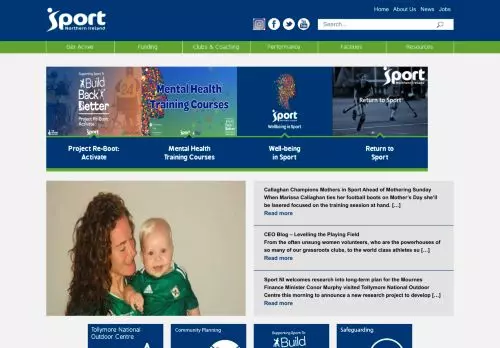 Home About Us News Jobs
Sport
Northern Ireland
Search...
Get Active Funding Clubs & Coaching Performance Facilities Resources
Supporting Sport To
Build
Back
Better
Project Re-Boot:
Activate
Sport
Mental Health
Training Courses
Sport
Wellbeing in Sport
Sport
Northern Ireland
Return to Sport
Project Re-Boot:
Activate
Mental Health
Training Courses
Well-being
in Sport
Return to
Sport
Callaghan Champions Mothers in Sport Ahead of Mothering Sunday
When Marissa Callaghan ties her football boots on Mother's Day she'll
be lasered focused on the training session at hand. […]
Read more
CEO Blog – Levelling the Playing Field
From the often unsung women volunteers, who are the powerhouses of
so many of our grassroots clubs, to the world class athletes su […]
Read more
Sport NI welcomes research into long-term plan for the Mournes
Finance Minister Conor Murphy visited Tollymore National Outdoor
Centre this morning to announce a new research project to develop […]
Read more
Tollymore National
Outdoor Centre
Community Planning
Supporting Sport To
Build
Safeguarding